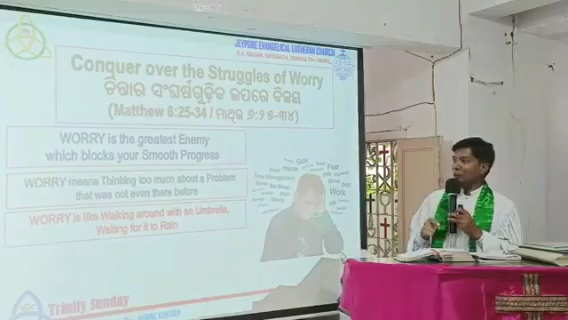 JEYPORE EVANGELICAL LUTHERAN CHURCH
Conquer over the Struggles of Worry
ଚିନ୍ତାର ସଂଘର୍ଷଗୁଡ଼ିକ ଉପରେ ବିଜୟ
(Matthew 6:25-34 / ମାଥିଉ ୬:୨୫-୩୪)
WORRY is the greatest Enemy
which blocks your Smooth Progress
WORRY means Thinking too much about a Problem
that was not even there before
WORRY is like Walking around with an Umbrella,
Waiting for it to Rain
Sick
Fear
Time Management
Work
Trinity Sunday